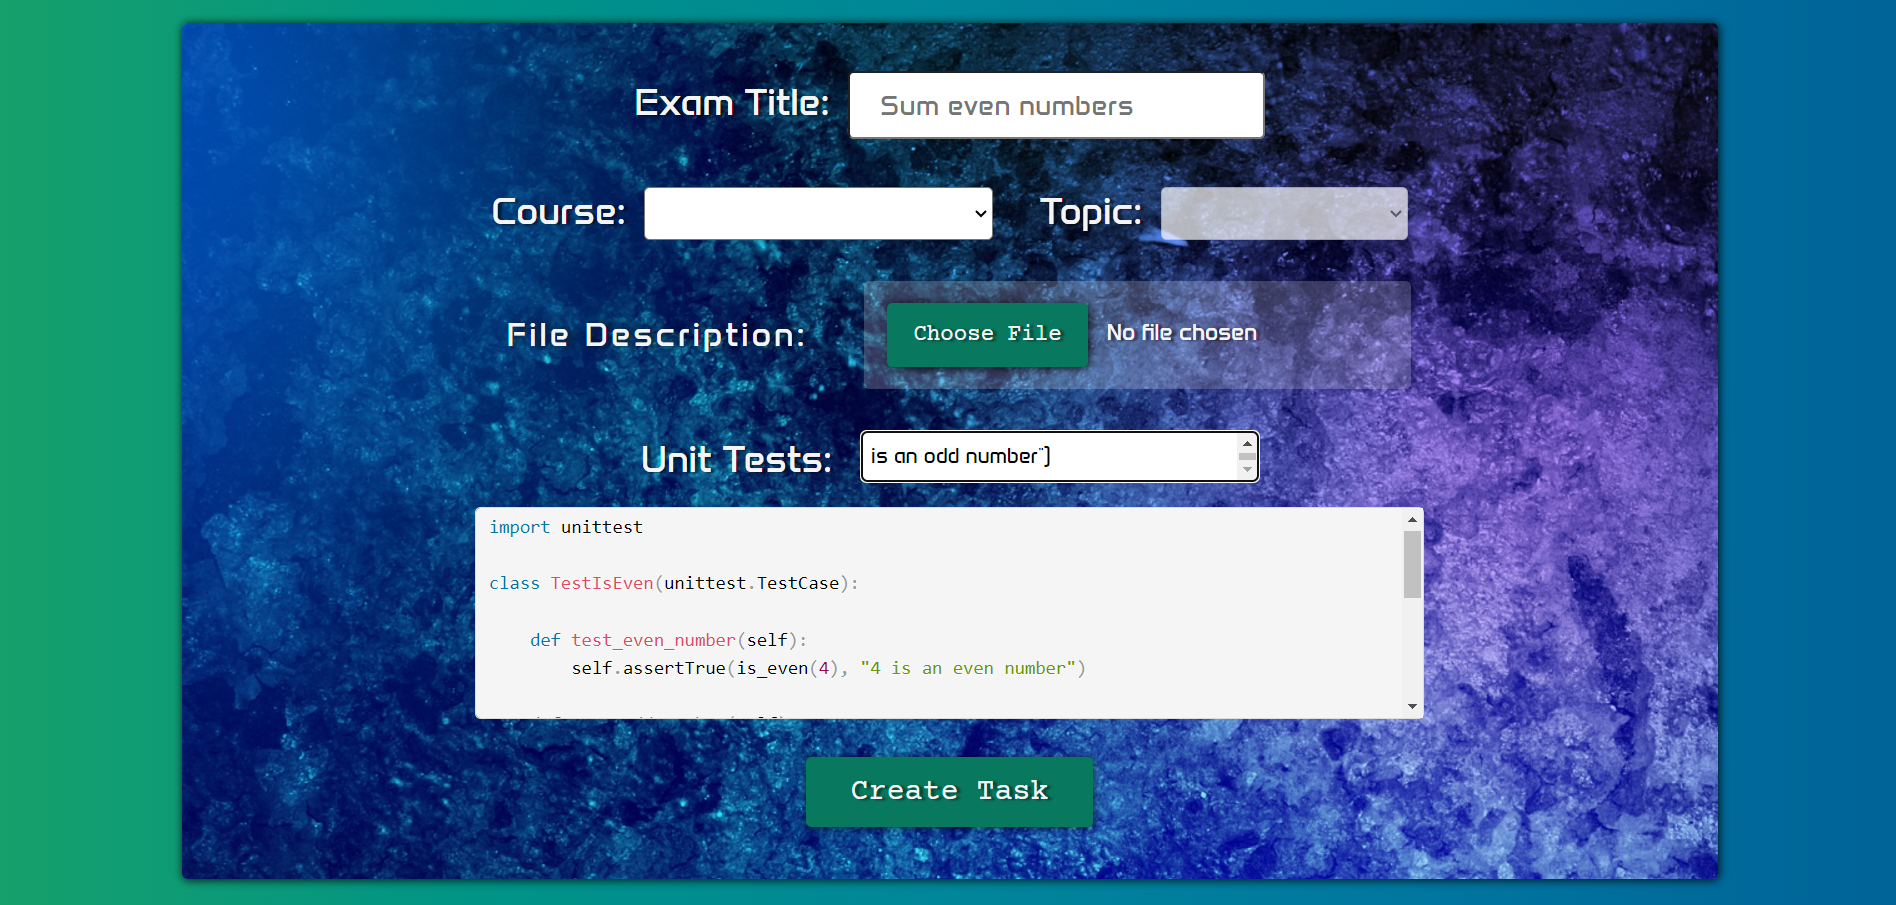 Exam Title: Sum even numbers
Course: Topic:
File Description: Choose File No file chosen
Unit Tests: is an odd number")
import unittest
class TestIsEven(unittest.TestCase):
def test_even_number(self):
self.assertTrue(is_even(4), "4 is an even number")
Create Task